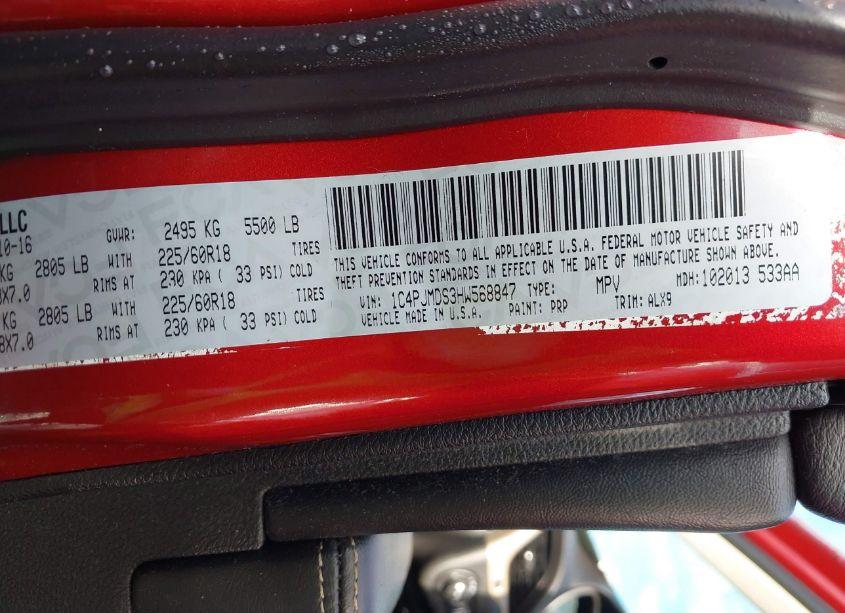 LLC
10-16 GVWR: 2495 KG 5500 LB
KG 2805 LB WITH 225/60R18 TIRES
8X7.0 RIMS AT 230 KPA ( 33 PSI) COLD
KG 2805 LB WITH 225/60R18 TIRES
8X7.0 RIMS AT 230 KPA ( 33 PSI) COLD
THIS VEHICLE CONFORMS TO ALL APPLICABLE U.S.A. FEDERAL MOTOR VEHICLE SAFETY AND
THEFT PREVENTION STANDARDS IN EFFECT ON THE DATE OF MANUFACTURE SHOWN ABOVE.
VIN: 1C4PJMDS3HW568847 TYPE: MPV MDH: 102013 533AA
VEHICLE MADE IN U.S.A. PAINT: PRP TRIM: ALX9